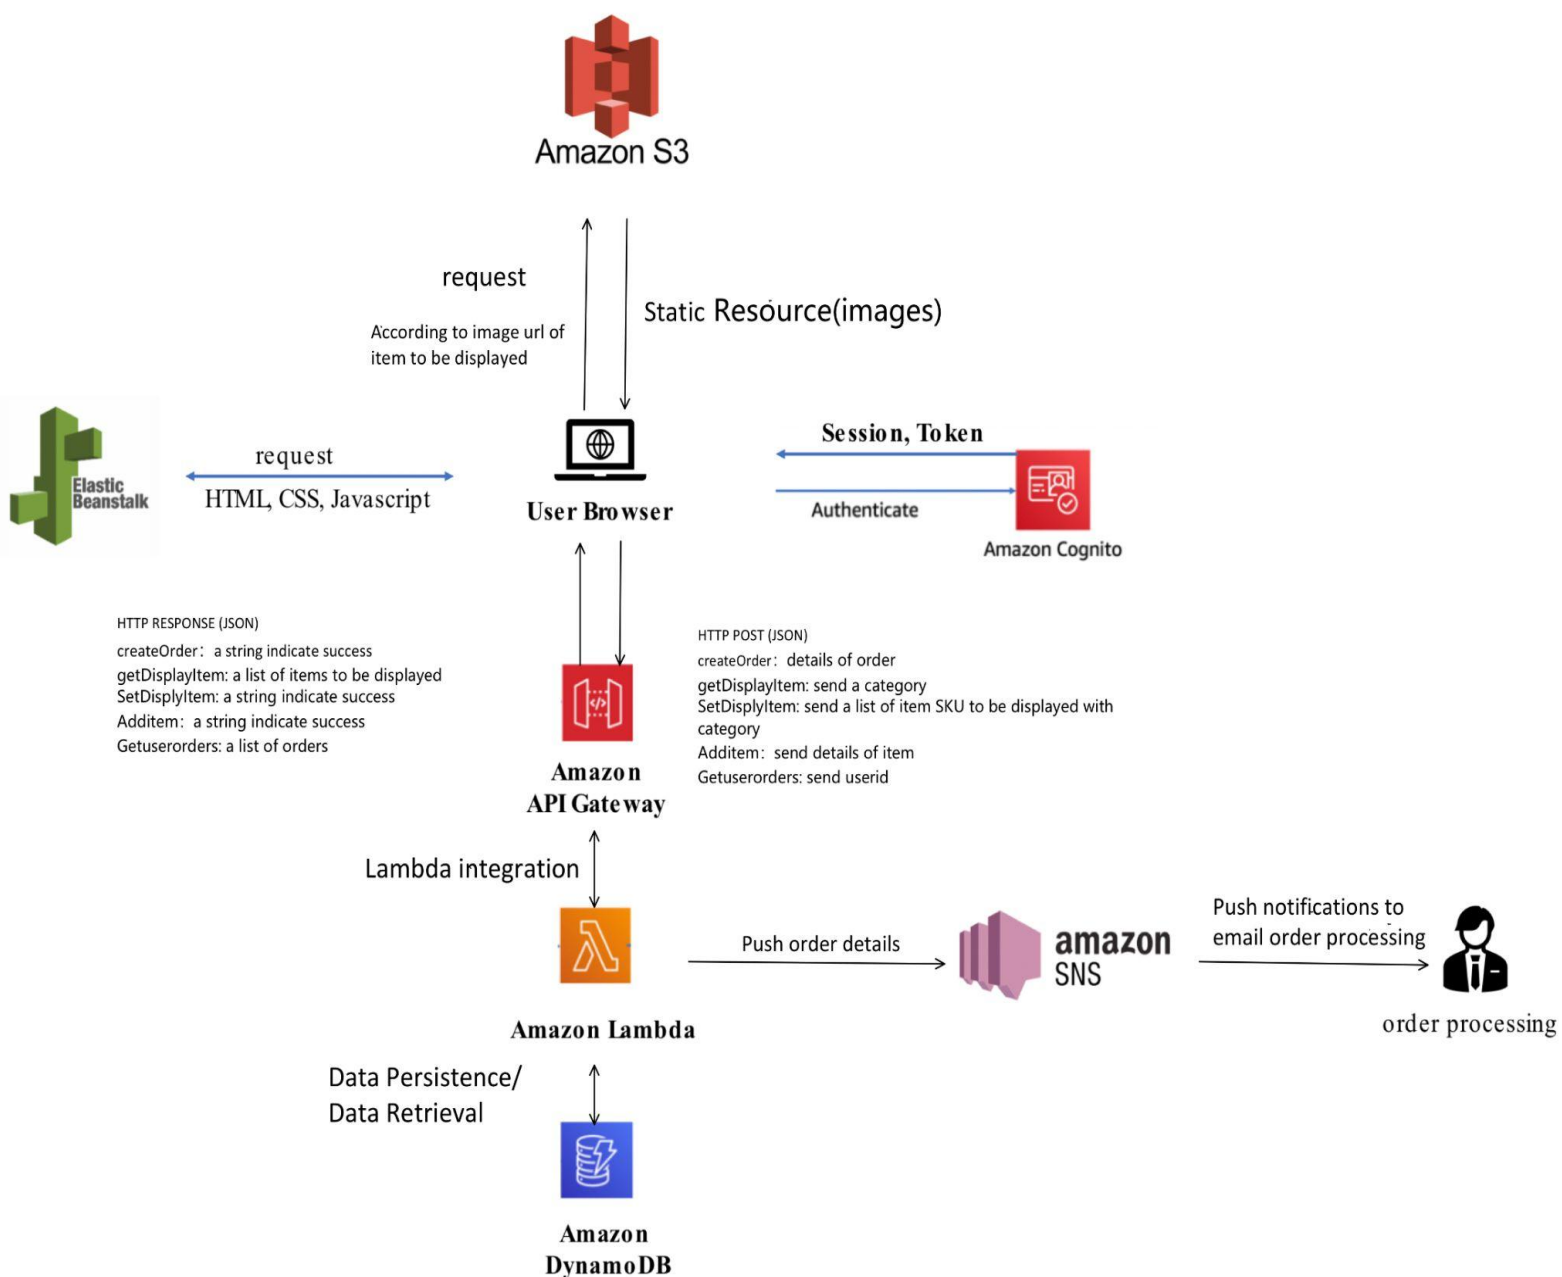 Amazon S3
request
According to image url of
item to be displayed
Static Resource(images)
Elastic
Beanstalk
request
HTML, CSS, Javascript
User Browser
Session, Token
Authenticate
Amazon Cognito
HTTP RESPONSE (JSON)
createOrder: a string indicate success
getDisplayItem: a list of items to be displayed
SetDisplyItem: a string indicate success
Additem: a string indicate success
Getuserorders: a list of orders
HTTP POST (JSON)
createOrder: details of order
getDisplayItem: send a category
SetDisplyItem: send a list of item SKU to be displayed with
category
Additem: send details of item
Getuserorders: send userid
</>
Amazon
API Gateway
Lambda integration
Amazon Lambda
Push order details
amazon
SNS
Push notifications to
email order processing
order processing
Data Persistence/
Data Retrieval
Amazon
DynamoDB